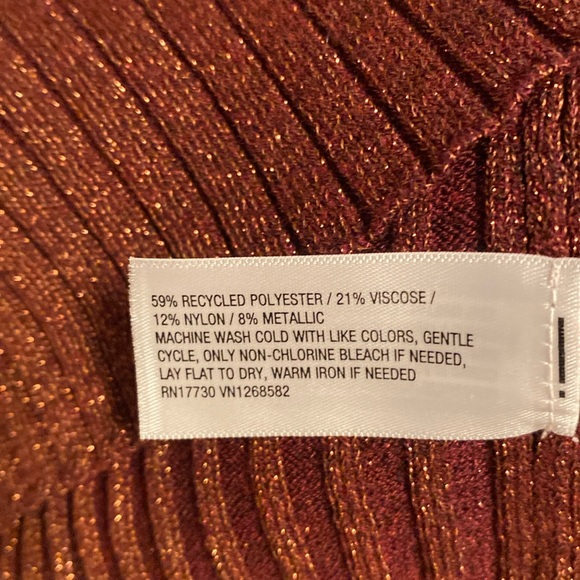 59% RECYCLED POLYESTER / 21% VISCOSE /
12% NYLON / 8% METALLIC
MACHINE WASH COLD WITH LIKE COLORS, GENTLE
CYCLE, ONLY NON-CHLORINE BLEACH IF NEEDED,
LAY FLAT TO DRY, WARM IRON IF NEEDED
RN17730 VN1268582